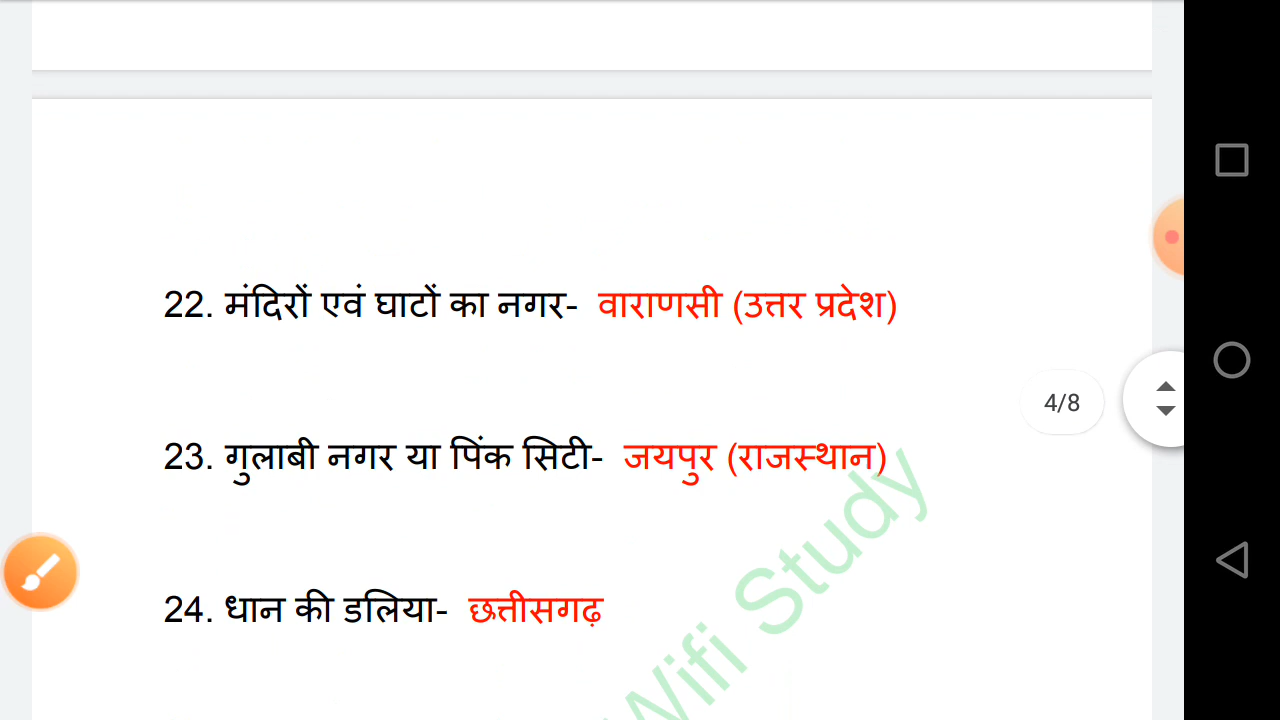 22. मंदिरों एवं घाटों का नगर- वाराणसी (उत्तर प्रदेश)
4/8
23. गुलाबी नगर या पिंक सिटी- जयपुर (राजस्थान)
24. धान की डलिया- छत्तीसगढ़
Wifi Study